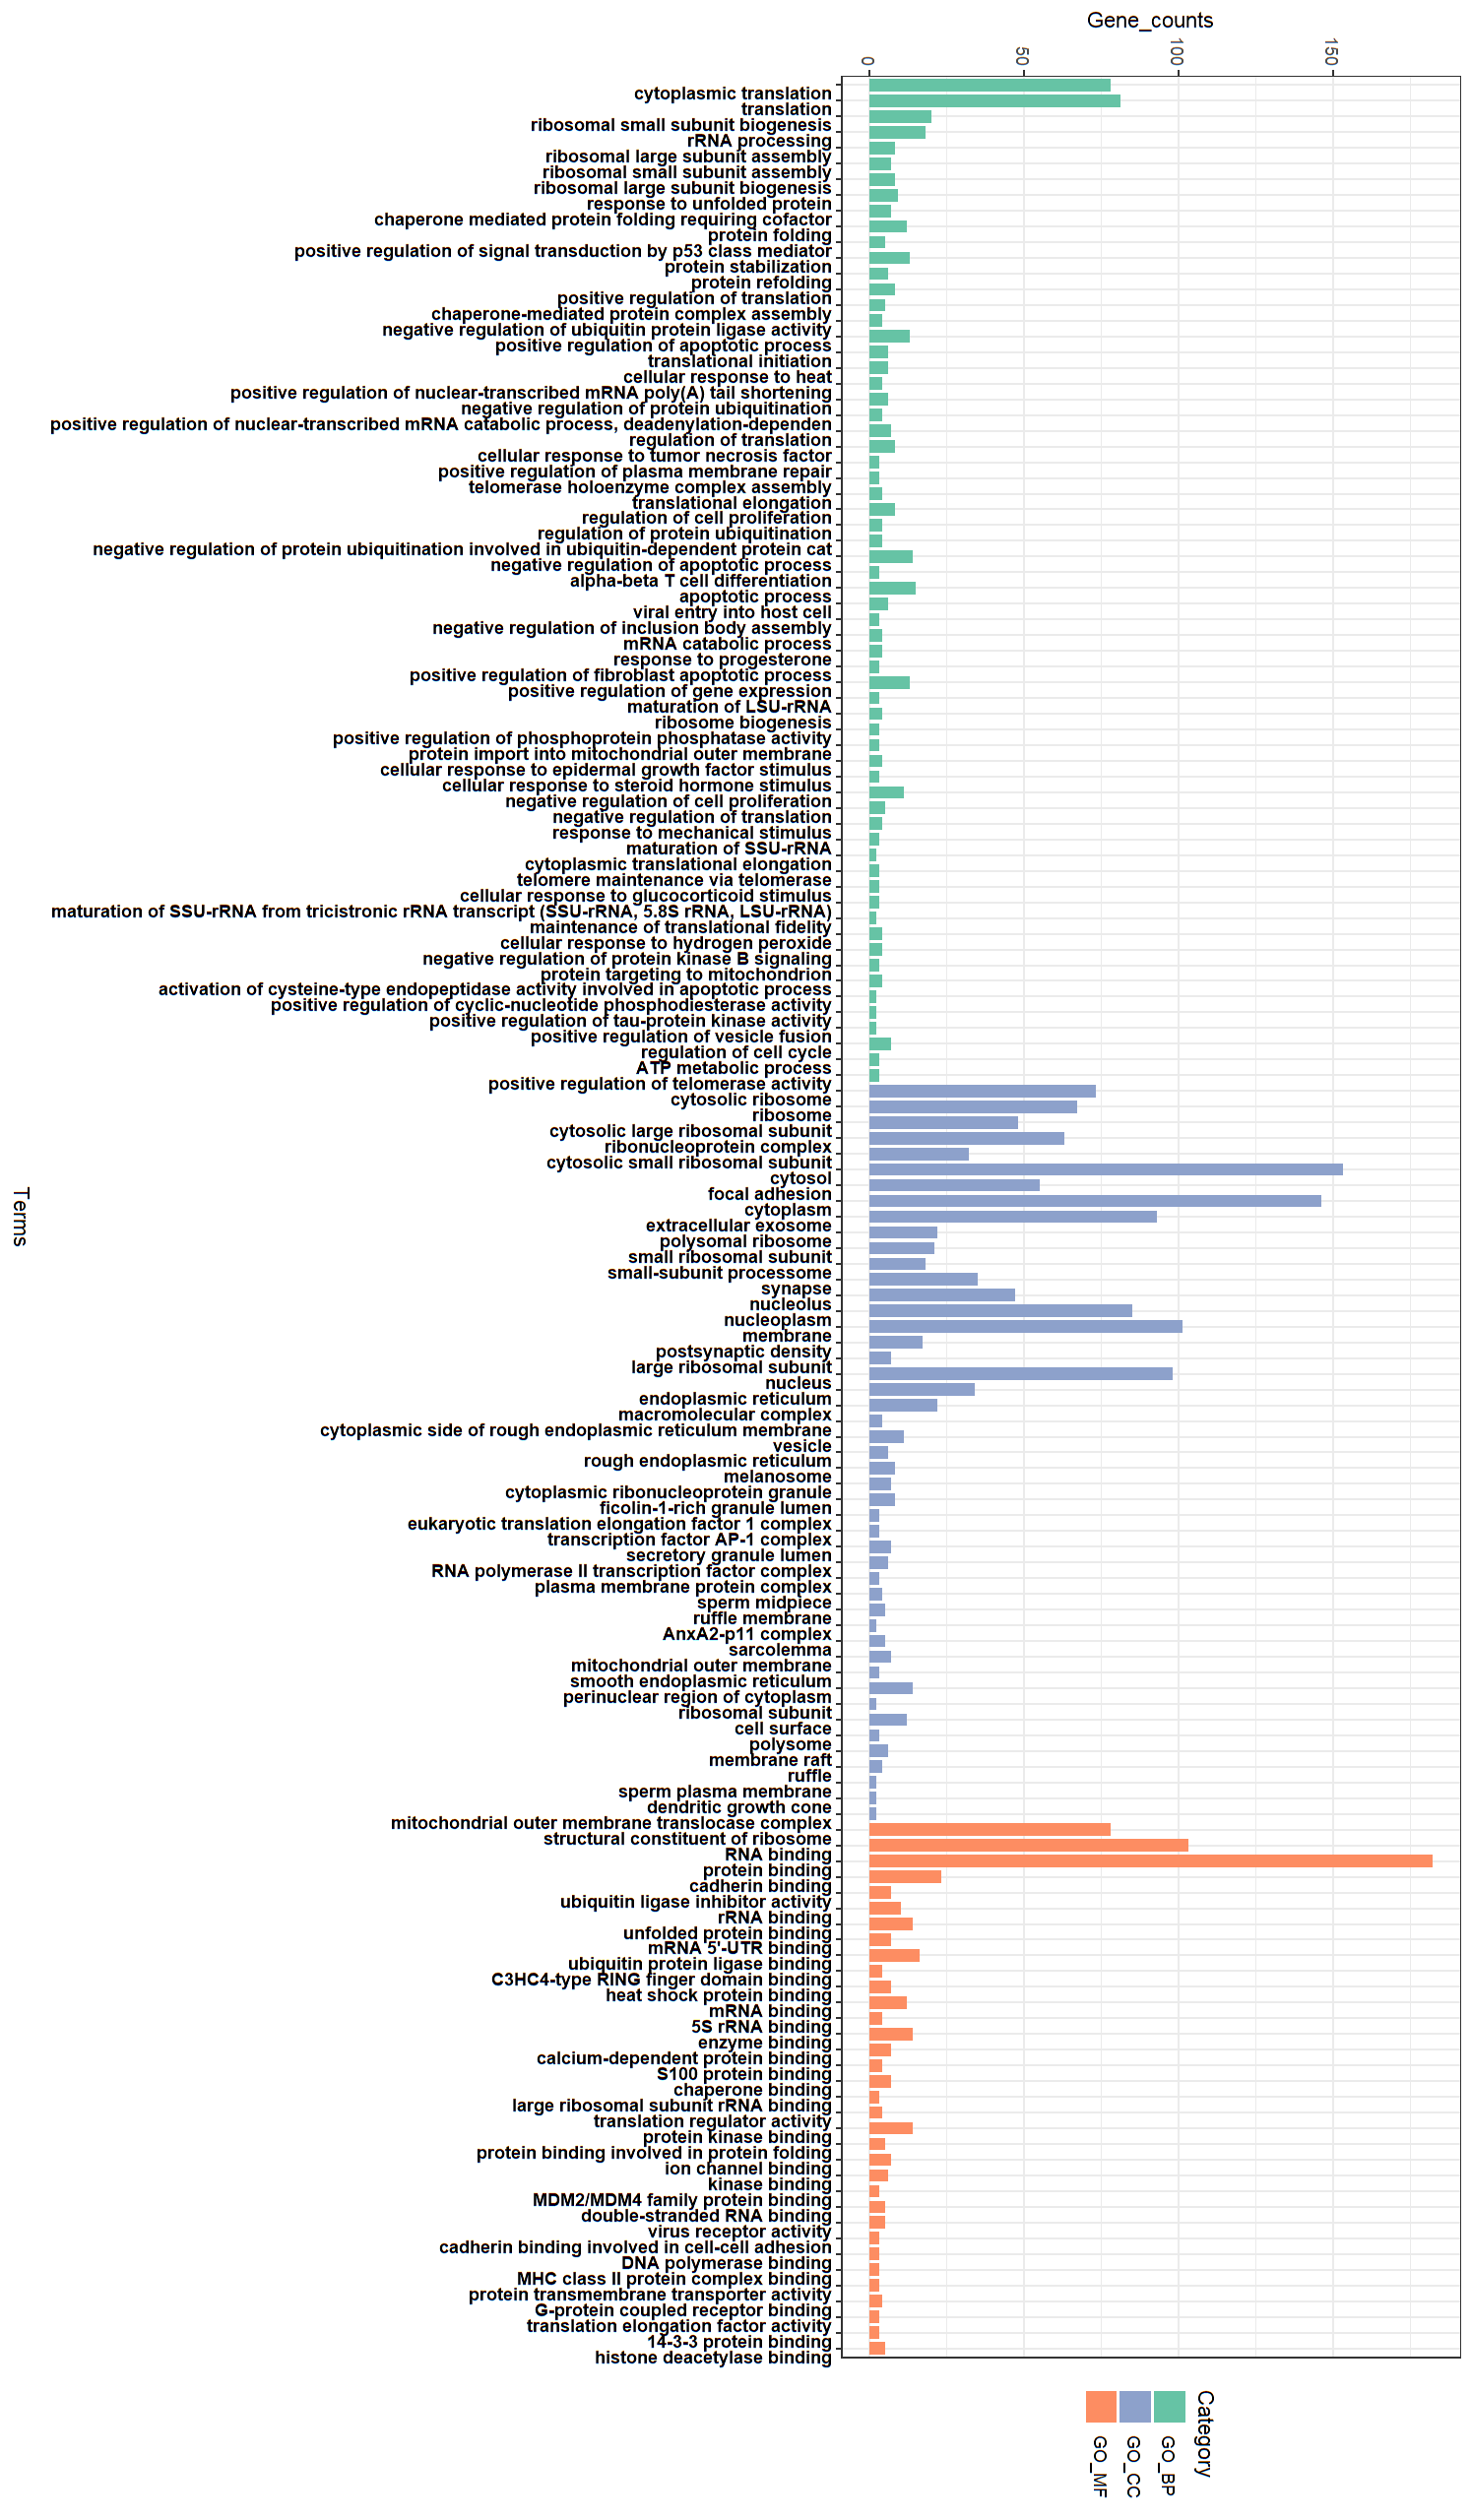 Gene_counts
0
50
100
150
cytoplasmic translation
translation
ribosomal small subunit biogenesis
rRNA processing
ribosomal large subunit assembly
ribosomal small subunit assembly
ribosomal large subunit biogenesis
response to unfolded protein
chaperone mediated protein folding requiring cofactor
protein folding
positive regulation of signal transduction by p53 class mediator
protein stabilization
protein refolding
positive regulation of translation
chaperone-mediated protein complex assembly
negative regulation of ubiquitin protein ligase activity
positive regulation of apoptotic process
translational initiation
cellular response to heat
positive regulation of nuclear-transcribed mRNA poly(A) tail shortening
negative regulation of protein ubiquitination
positive regulation of nuclear-transcribed mRNA catabolic process, deadenylation-dependen
regulation of translation
cellular response to tumor necrosis factor
positive regulation of plasma membrane repair
telomerase holoenzyme complex assembly
translational elongation
regulation of cell proliferation
regulation of protein ubiquitination
negative regulation of protein ubiquitination involved in ubiquitin-dependent protein cat
negative regulation of apoptotic process
alpha-beta T cell differentiation
apoptotic process
viral entry into host cell
negative regulation of inclusion body assembly
mRNA catabolic process
response to progesterone
positive regulation of fibroblast apoptotic process
positive regulation of gene expression
maturation of LSU-rRNA
ribosome biogenesis
positive regulation of phosphoprotein phosphatase activity
protein import into mitochondrial outer membrane
cellular response to epidermal growth factor stimulus
cellular response to steroid hormone stimulus
negative regulation of cell proliferation
negative regulation of translation
response to mechanical stimulus
maturation of SSU-rRNA
cytoplasmic translational elongation
telomere maintenance via telomerase
cellular response to glucocorticoid stimulus
maturation of SSU-rRNA from tricistronic rRNA transcript (SSU-rRNA, 5.8S rRNA, LSU-rRNA)
maintenance of translational fidelity
cellular response to hydrogen peroxide
negative regulation of protein kinase B signaling
protein targeting to mitochondrion
activation of cysteine-type endopeptidase activity involved in apoptotic process
positive regulation of cyclic-nucleotide phosphodiesterase activity
positive regulation of tau-protein kinase activity
positive regulation of vesicle fusion
regulation of cell cycle
ATP metabolic process
positive regulation of telomerase activity
cytosolic ribosome
ribosome
cytosolic large ribosomal subunit
ribonucleoprotein complex
cytosolic small ribosomal subunit
cytosol
focal adhesion
cytoplasm
extracellular exosome
polysomal ribosome
small ribosomal subunit
small-subunit processome
synapse
nucleolus
nucleoplasm
membrane
postsynaptic density
large ribosomal subunit
nucleus
endoplasmic reticulum
macromolecular complex
cytoplasmic side of rough endoplasmic reticulum membrane
vesicle
rough endoplasmic reticulum
melanosome
cytoplasmic ribonucleoprotein granule
ficolin-1-rich granule lumen
eukaryotic translation elongation factor 1 complex
transcription factor AP-1 complex
secretory granule lumen
RNA polymerase II transcription factor complex
plasma membrane protein complex
sperm midpiece
ruffle membrane
AnxA2-p11 complex
sarcolemma
mitochondrial outer membrane
smooth endoplasmic reticulum
perinuclear region of cytoplasm
ribosomal subunit
cell surface
polysome
membrane raft
ruffle
sperm plasma membrane
dendritic growth cone
mitochondrial outer membrane translocase complex
structural constituent of ribosome
RNA binding
protein binding
cadherin binding
ubiquitin ligase inhibitor activity
rRNA binding
unfolded protein binding
mRNA 5'-UTR binding
ubiquitin protein ligase binding
C3HC4-type RING finger domain binding
heat shock protein binding
mRNA binding
5S rRNA binding
enzyme binding
calcium-dependent protein binding
S100 protein binding
chaperone binding
large ribosomal subunit rRNA binding
translation regulator activity
protein kinase binding
protein binding involved in protein folding
ion channel binding
kinase binding
MDM2/MDM4 family protein binding
double-stranded RNA binding
virus receptor activity
cadherin binding involved in cell-cell adhesion
DNA polymerase binding
MHC class II protein complex binding
protein transmembrane transporter activity
G-protein coupled receptor binding
translation elongation factor activity
14-3-3 protein binding
histone deacetylase binding
Terms
Category
GO_BP
GO_CC
GO_MF